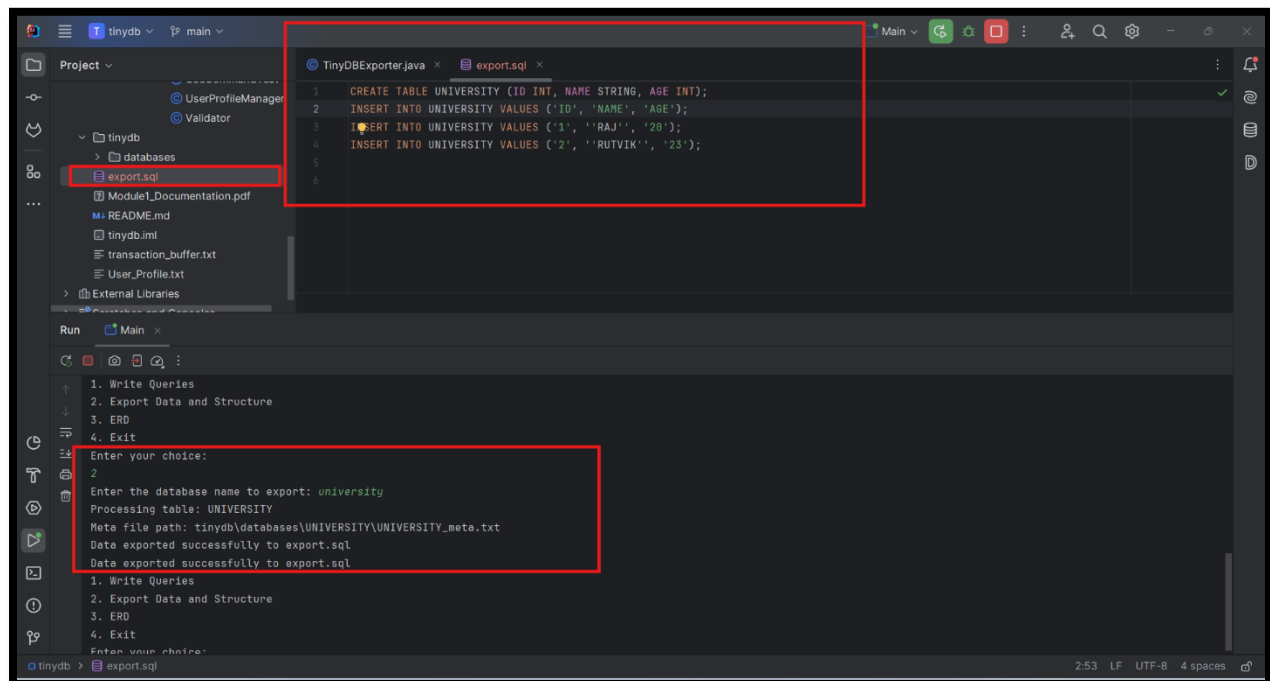 T tinydb main Main
Project
TinyDBExporter.java
export.sql
UserProfileManager
Validator
tinydb
databases
export.sql
Module1_Documentation.pdf
README.md
tinydb.iml
transaction_buffer.txt
User_Profile.txt
External Libraries
1 CREATE TABLE UNIVERSITY (ID INT, NAME STRING, AGE INT);
2 INSERT INTO UNIVERSITY VALUES ('ID', 'NAME', 'AGE');
3 INSERT INTO UNIVERSITY VALUES ('1', ''RAJ'', '20');
4 INSERT INTO UNIVERSITY VALUES ('2', ''RUTVIK'', '23');
5
6
Run Main
1. Write Queries
2. Export Data and Structure
3. ERD
4. Exit
Enter your choice:
2
Enter the database name to export: university
Processing table: UNIVERSITY
Meta file path: tinydb\databases\UNIVERSITY\UNIVERSITY_meta.txt
Data exported successfully to export.sql
Data exported successfully to export.sql
1. Write Queries
2. Export Data and Structure
3. ERD
4. Exit
Enter your choice:
tinydb > export.sql 2:53 LF UTF-8 4 spaces